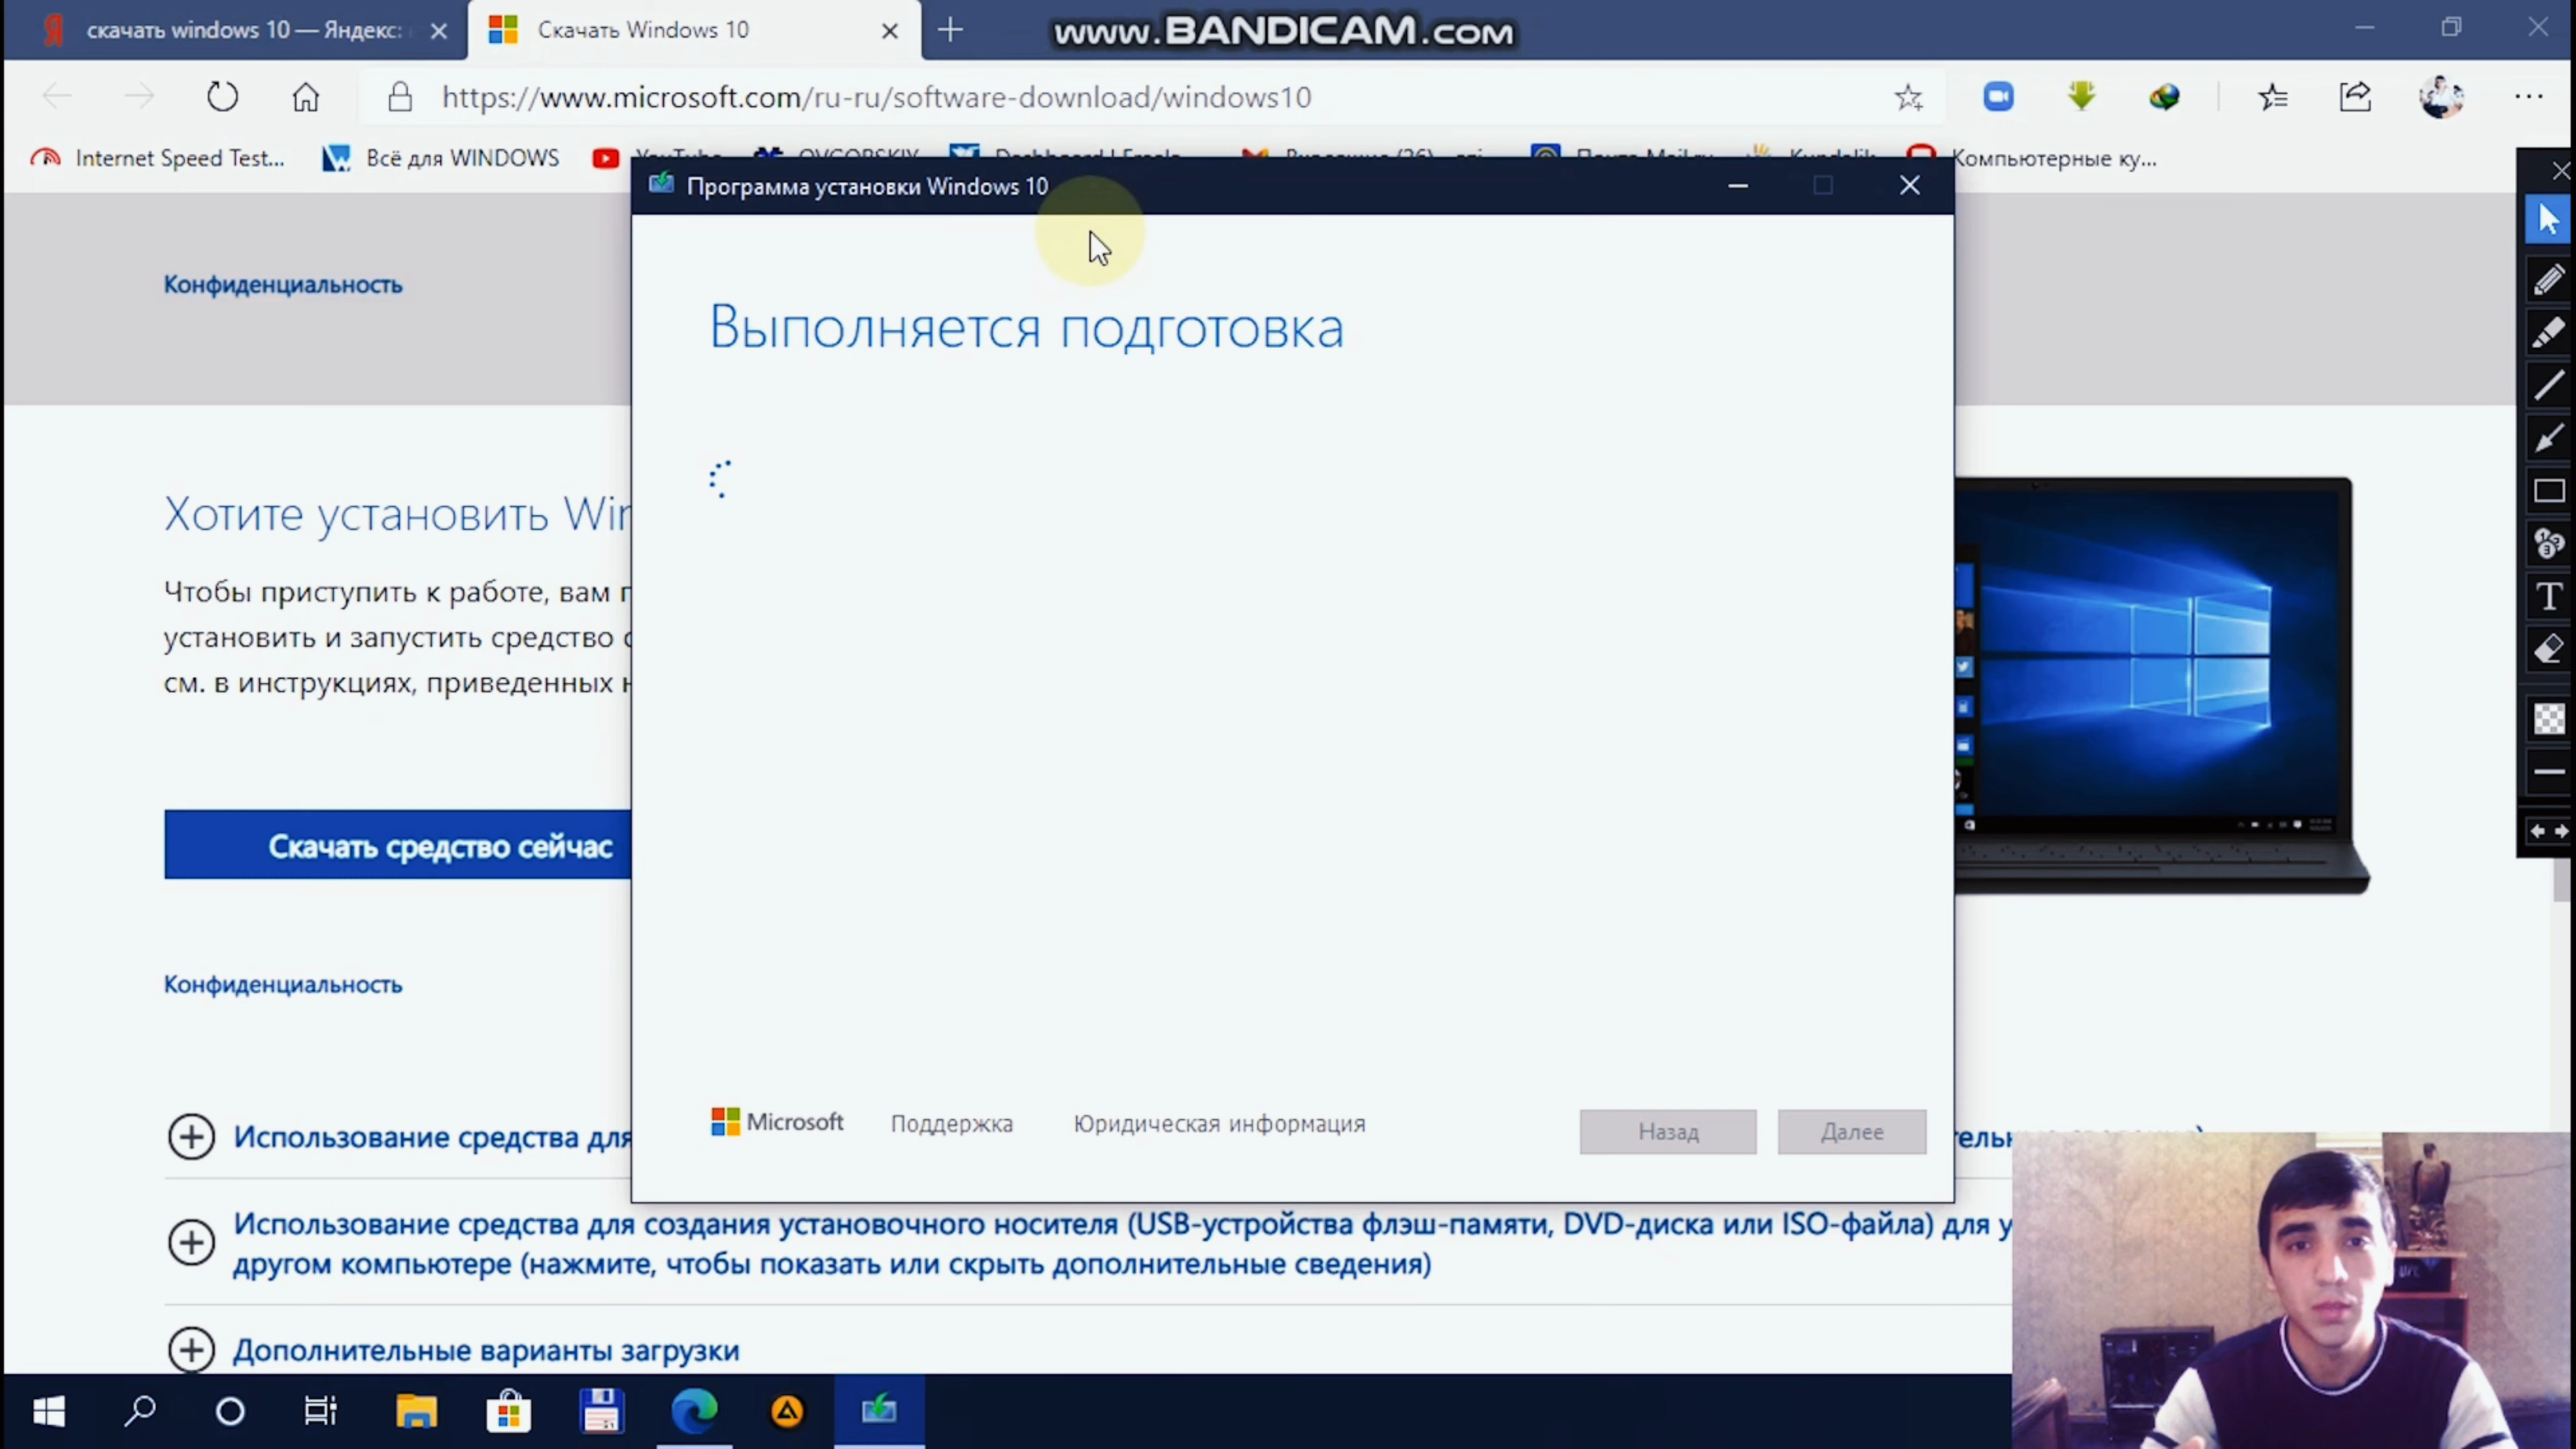 скачать windows 10 — Яндекс:
Скачать Windows 10
www.BANDICAM.com
https://www.microsoft.com/ru-ru/software-download/windows10
Internet Speed Test...
Всё для WINDOWS
YouTube
Dashboard
Компьютерные ку...
Программа установки Windows 10
Конфиденциальность
Выполняется подготовка
Хотите установить
Чтобы приступить к работе, вам
установить и запустить средство
см. в инструкциях, приведенных
Скачать средство сейчас
Конфиденциальность
Microsoft
Поддержка
Юридическая информация
Назад
Далее
Использование средства для
Использование средства для создания установочного носителя (USB-устройства флэш-памяти, DVD-диска или ISO-файла) для
другом компьютере (нажмите, чтобы показать или скрыть дополнительные сведения)
Дополнительные варианты загрузки